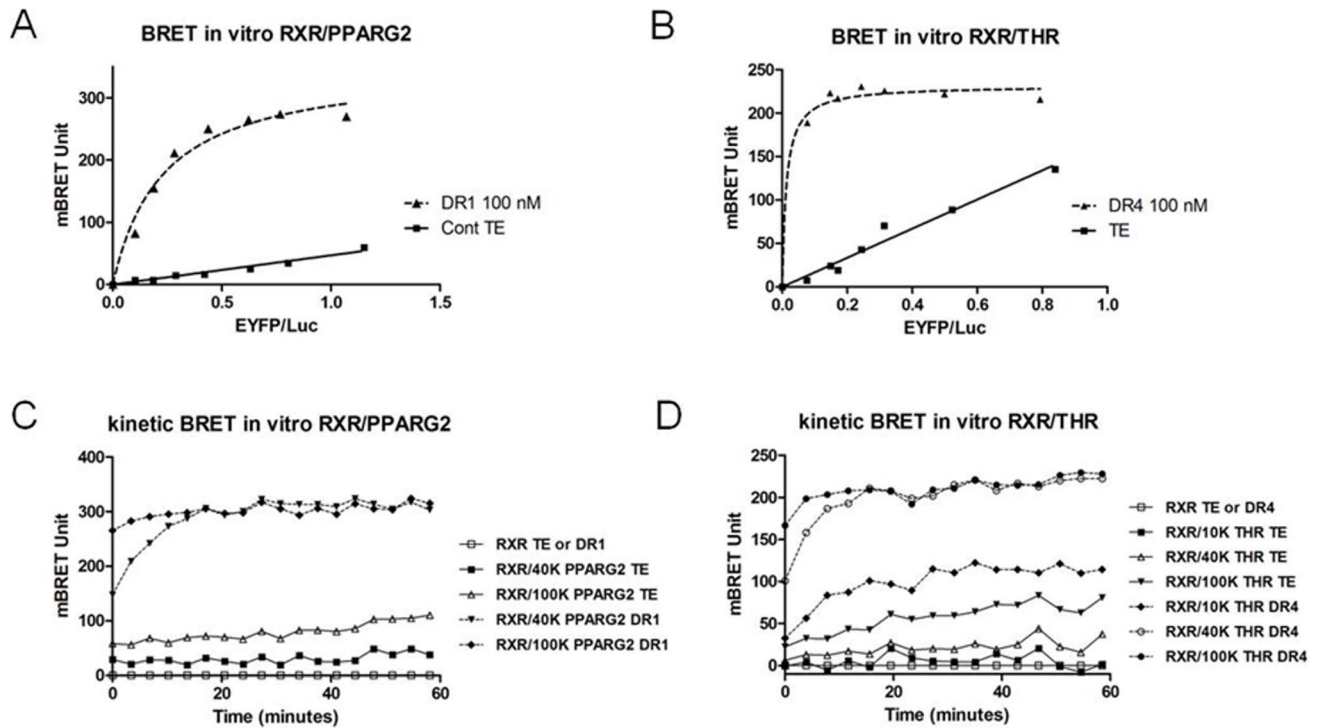 A
BRET in vitro RXR/PPARG2
mBRET Unit
300
200
100
0
0.0
0.5
1.0
1.5
EYFP/Luc
DR1 100 nM
Cont TE
B
BRET in vitro RXR/THR
mBRET Unit
250
200
150
100
50
0
0.0
0.2
0.4
0.6
0.8
1.0
EYFP/Luc
DR4 100 nM
TE
C
kinetic BRET in vitro RXR/PPARG2
mBRET Unit
400
300
200
100
0
0
20
40
60
Time (minutes)
RXR TE or DR1
RXR/40K PPARG2 TE
RXR/100K PPARG2 TE
RXR/40K PPARG2 DR1
RXR/100K PPARG2 DR1
D
kinetic BRET in vitro RXR/THR
mBRET Unit
250
200
150
100
50
0
0
20
40
60
Time (minutes)
RXR TE or DR4
RXR/10K THR TE
RXR/40K THR TE
RXR/100K THR TE
RXR/10K THR DR4
RXR/40K THR DR4
RXR/100K THR DR4